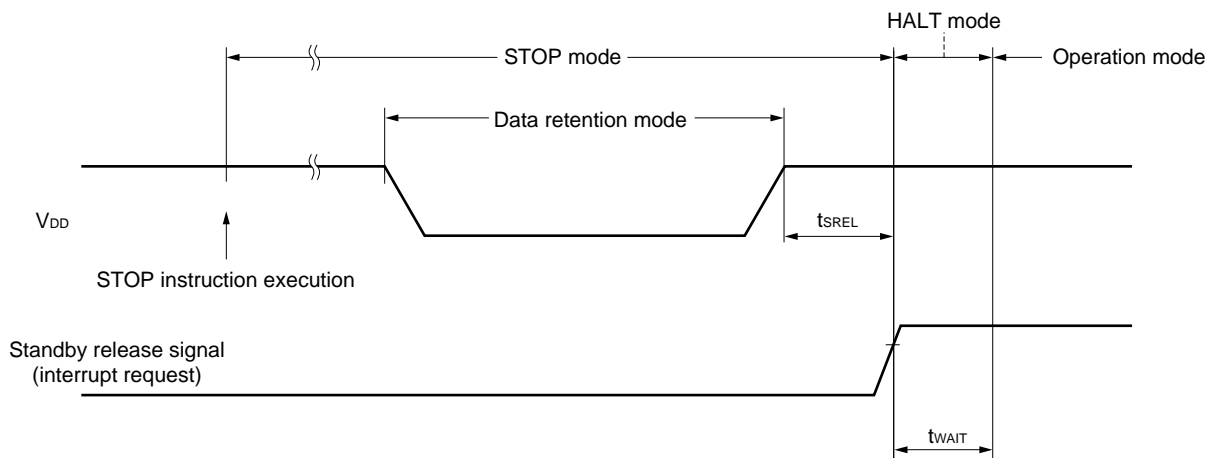 HALT mode
STOP mode
Operation mode
Data retention mode
VDD
tSREL
STOP instruction execution
Standby release signal
(interrupt request)
tWAIT